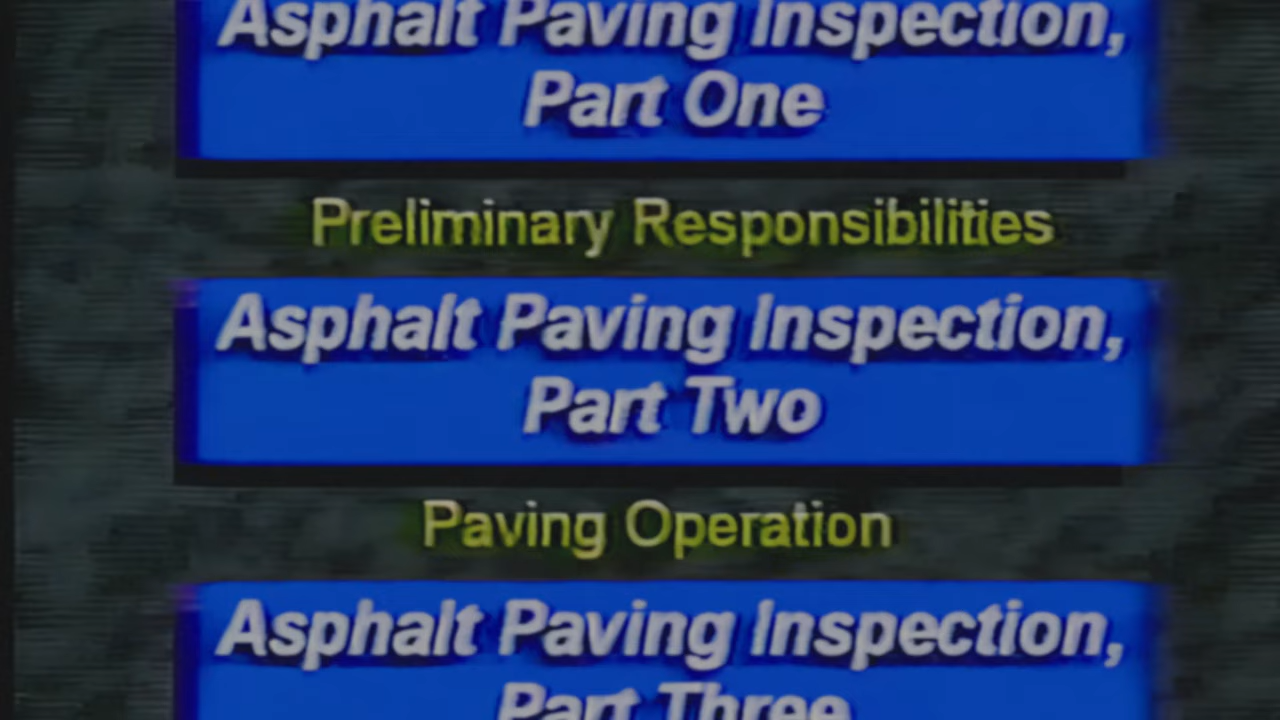 Asphalt Paving Inspection,
Part One
Preliminary Responsibilities
Asphalt Paving Inspection,
Part Two
Paving Operation
Asphalt Paving Inspection,
Part Three